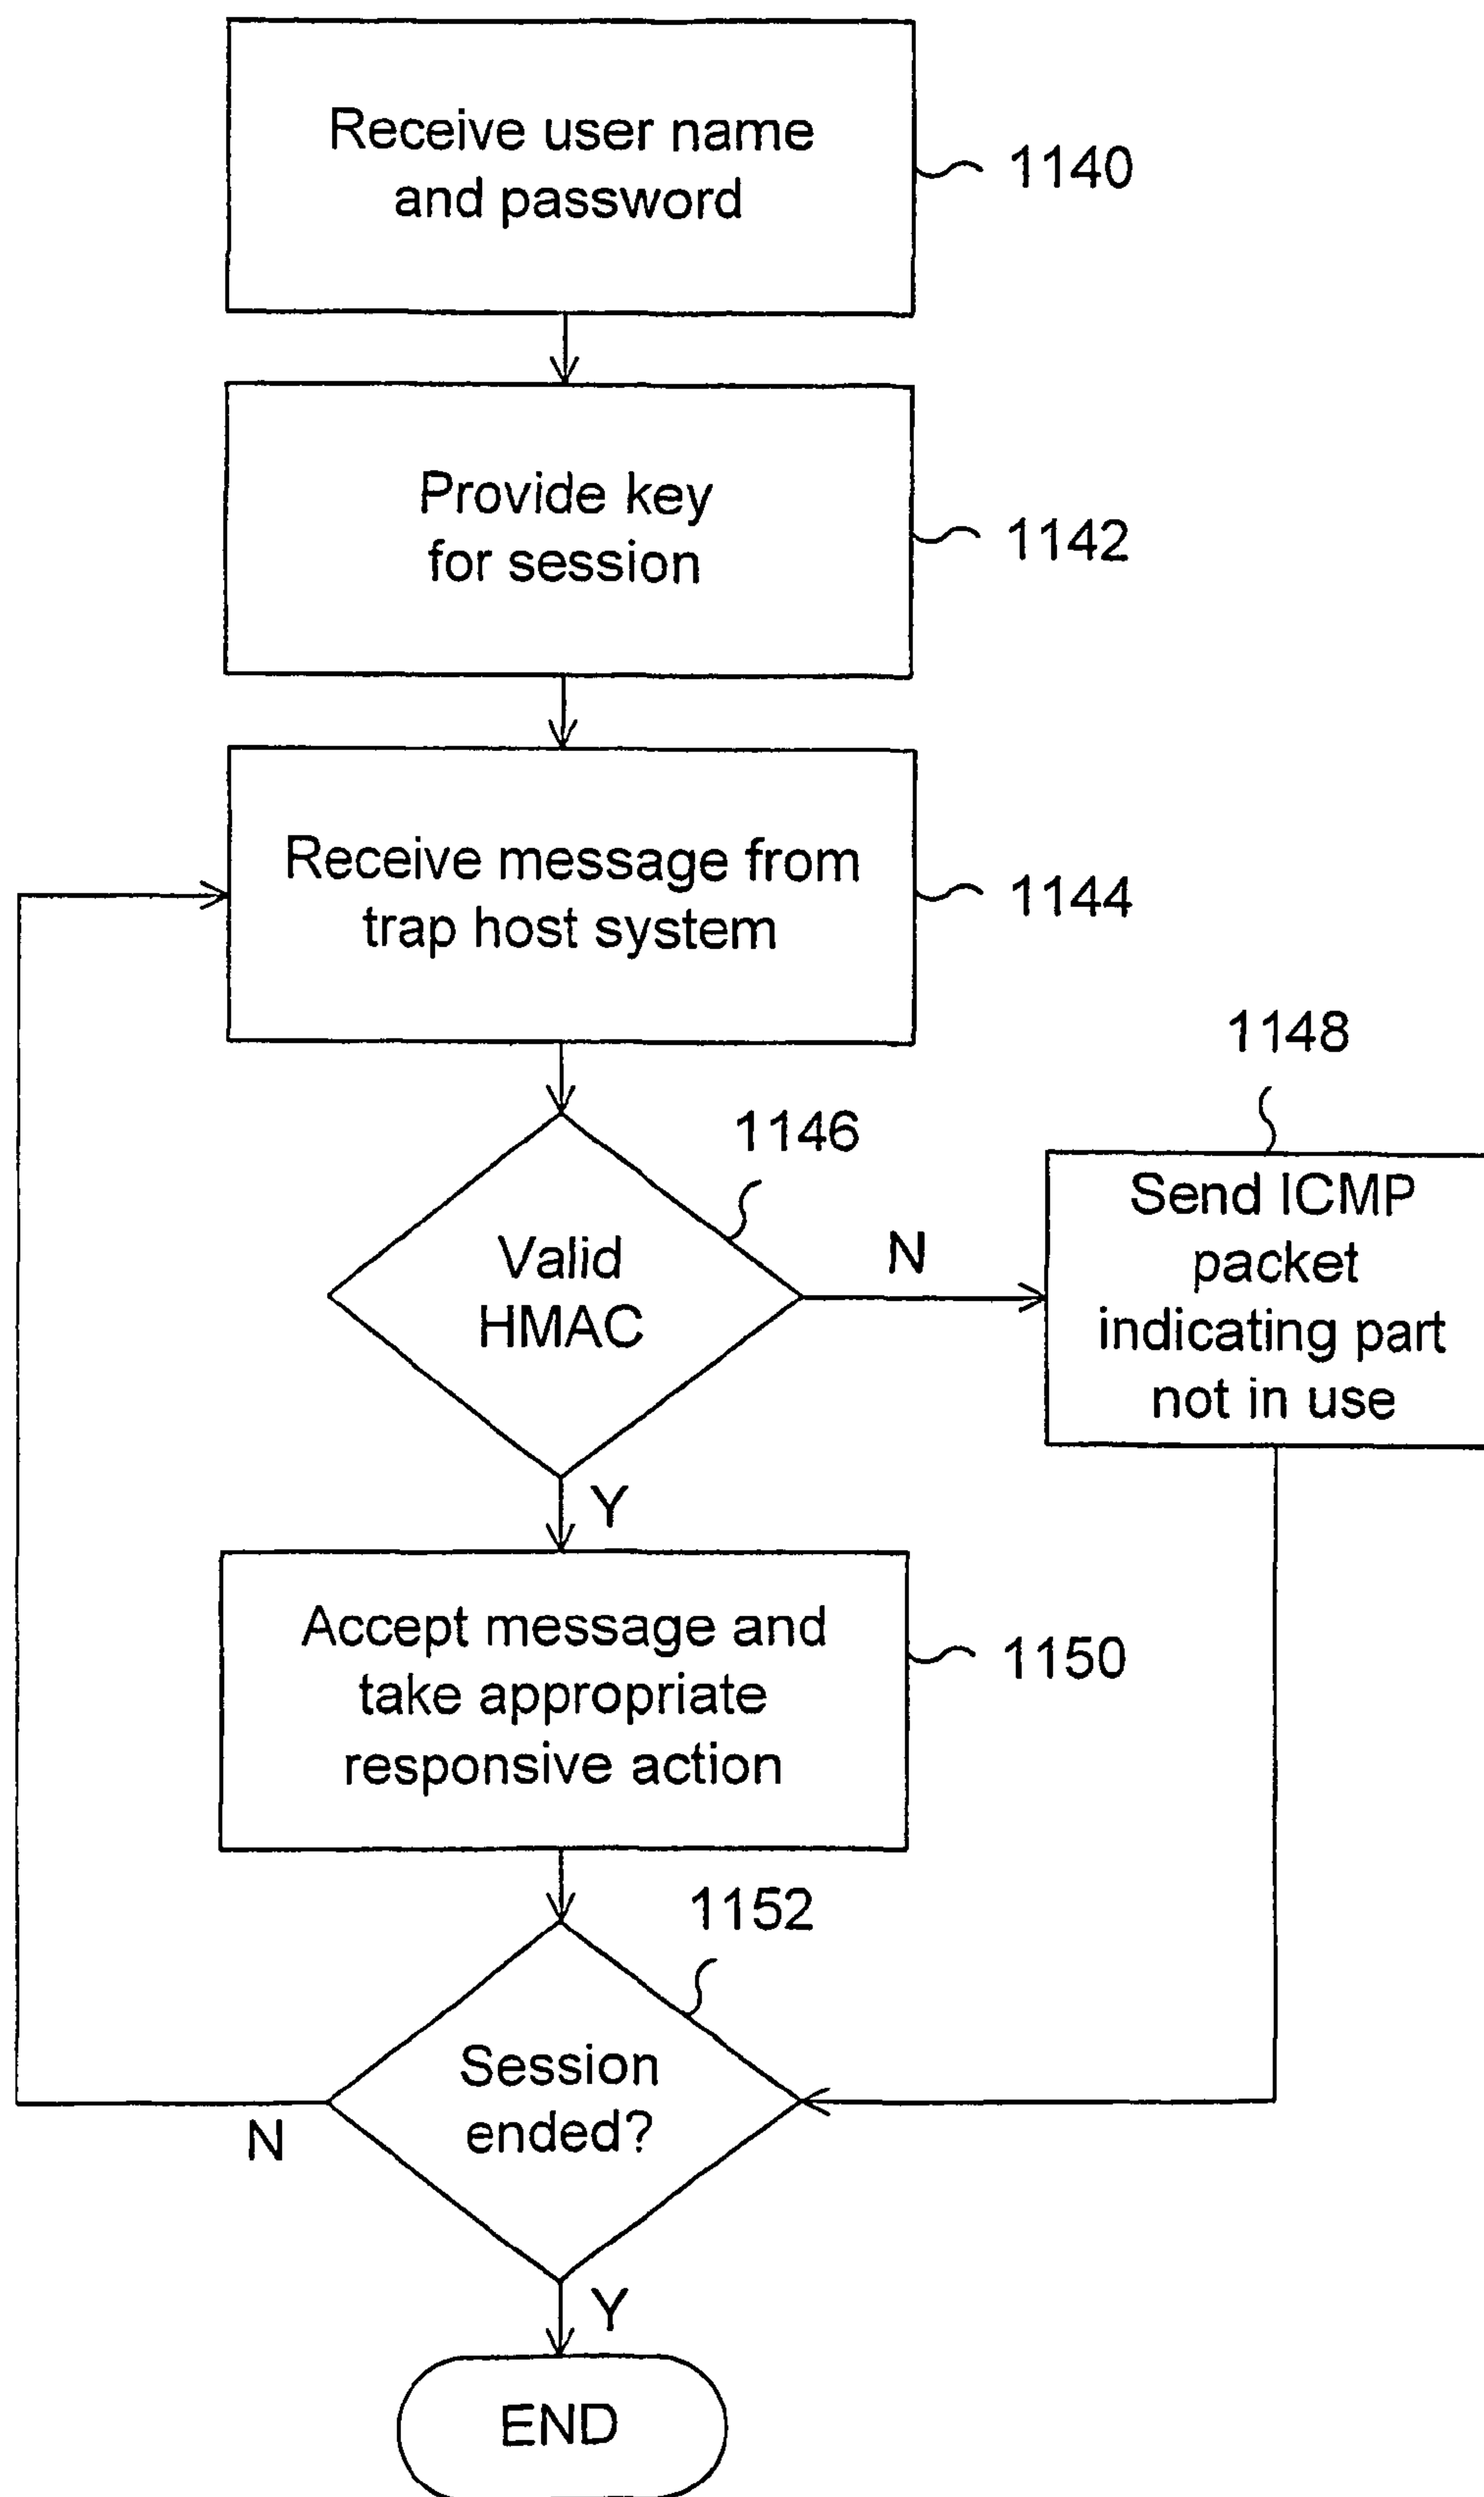 Receive user name
and password
1140
Provide key
for session
1142
Receive message from
trap host system
1144
1146
Valid
HMAC
N
1148
Send ICMP
packet
indicating part
not in use
Y
Accept message and
take appropriate
responsive action
1150
1152
Session
ended?
N
Y
END